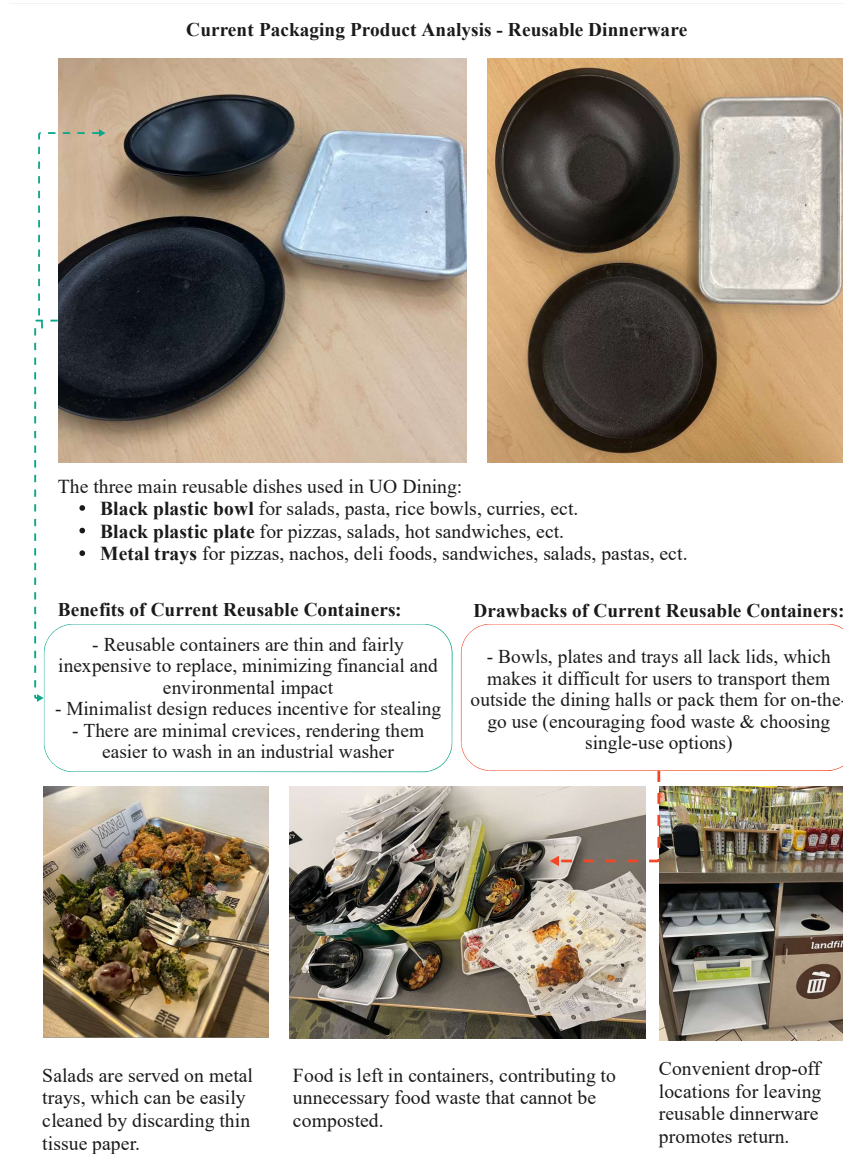 Current Packaging Product Analysis - Reusable Dinnerware
The three main reusable dishes used in UO Dining:
• Black plastic bowl for salads, pasta, rice bowls, curries, ect.
• Black plastic plate for pizzas, salads, hot sandwiches, ect.
• Metal trays for pizzas, nachos, deli foods, sandwiches, salads, pastas, ect.
Benefits of Current Reusable Containers:
- Reusable containers are thin and fairly
inexpensive to replace, minimizing financial and
environmental impact
- Minimalist design reduces incentive for stealing
- There are minimal crevices, rendering them
easier to wash in an industrial washer
Drawbacks of Current Reusable Containers:
- Bowls, plates and trays all lack lids, which
makes it difficult for users to transport them
outside the dining halls or pack them for on-the-
go use (encouraging food waste & choosing
single-use options)
PNW
landfil
Salads are served on metal
trays, which can be easily
cleaned by discarding thin
tissue paper.
Food is left in containers, contributing to
unnecessary food waste that cannot be
composted.
Convenient drop-off
locations for leaving
reusable dinnerware
promotes return.